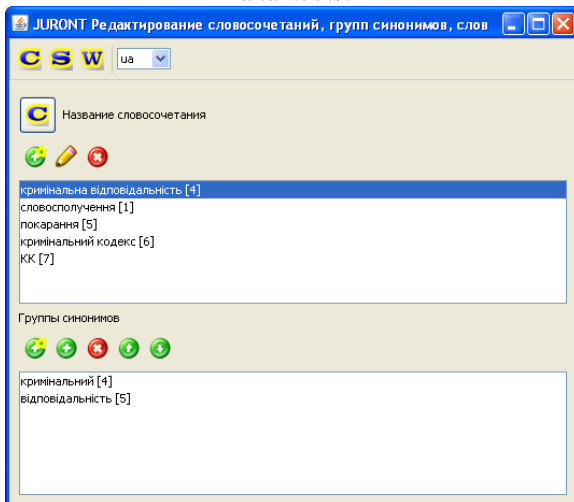 JURONT Редактирование словосочетаний, групп синонимов, слов
C S W ua
C Название словосочетания
кримінальна відповідальність [4]
словосполучення [1]
покарання [5]
кримінальний кодекс [6]
КК [7]
Группы синонимов
кримінальний [4]
відповідальність [5]